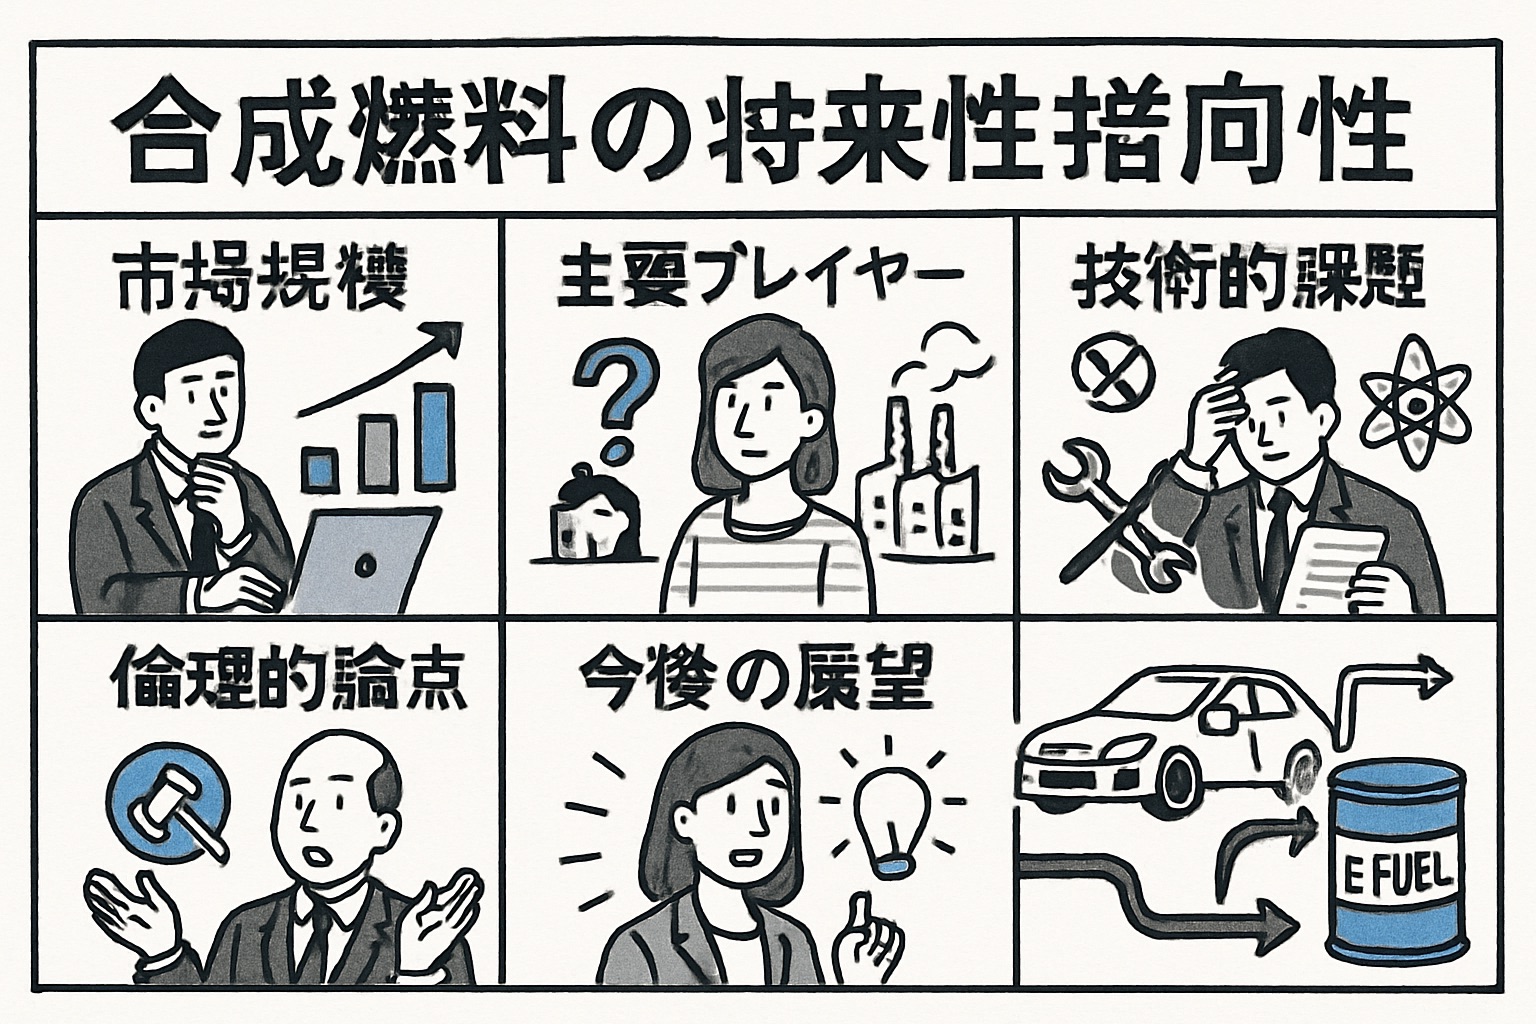 合成燃料の将来性指向性
市場規模
主要プレイヤー
技術的課題
倫理的論点
今後の展望
E FUEL